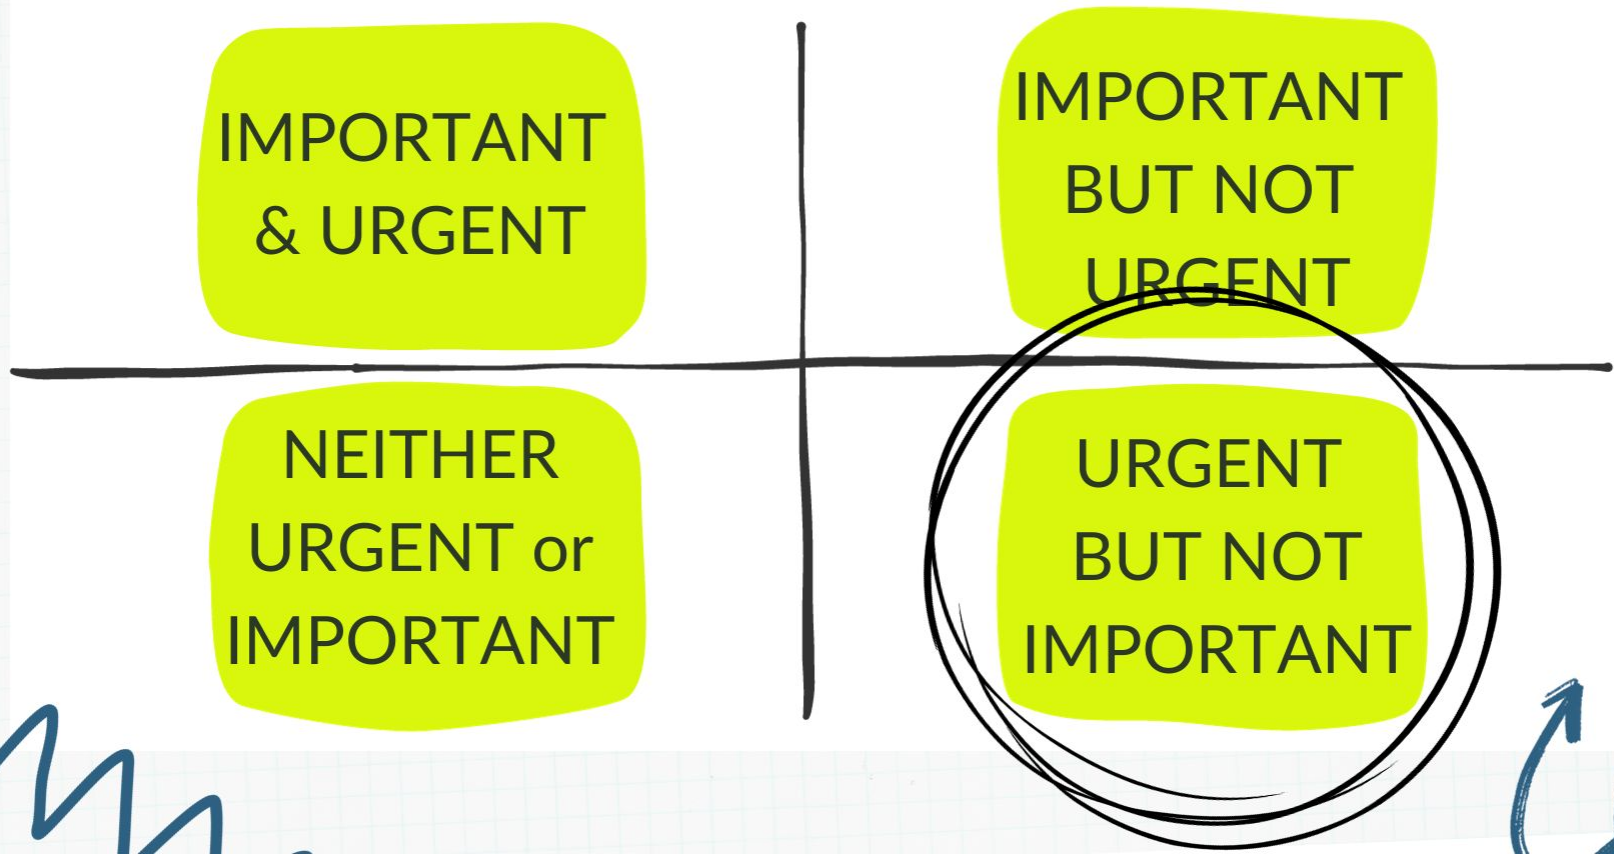 IMPORTANT
& URGENT
IMPORTANT
BUT NOT
URGENT
NEITHER
URGENT or
IMPORTANT
URGENT
BUT NOT
IMPORTANT